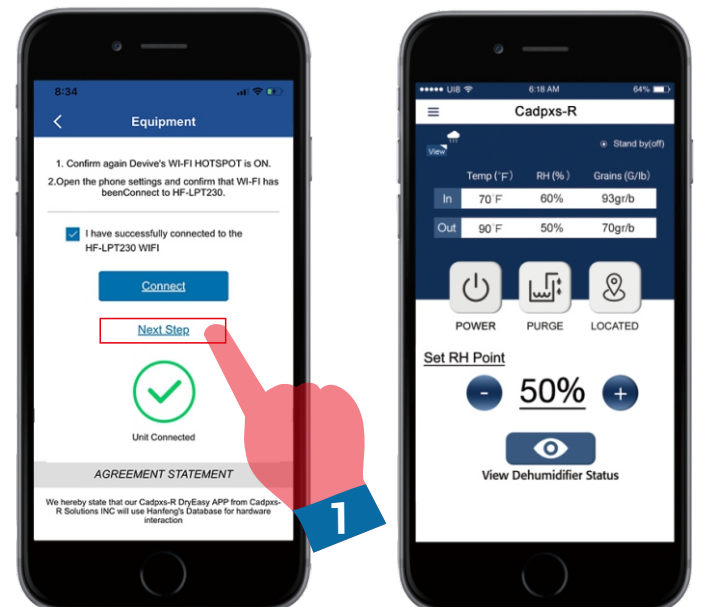 8:34
Equipment
1. Confirm again Devive's WI-FI HOTSPOT is ON.
2.Open the phone settings and confirm that WI-FI has
beenConnect to HF-LPT230.
I have successfully connected to the
HF-LPT230 WIFI
Connect
Next Step
Unit Connected
AGREEMENT STATEMENT
We hereby state that our Cadpxs-R DryEasy APP from Cadpxs-
R Solutions INC will use Hanfeng's Database for hardware
interaction
1
UI8 6:18 AM 64%
Cadpxs-R
View
Stand by(off)
Temp (°F) RH (%) Grains (G/lb)
In 70°F 60% 93gr/b
Out 90°F 50% 70gr/b
POWER PURGE LOCATED
Set RH Point
- 50% +
View Dehumidifier Status